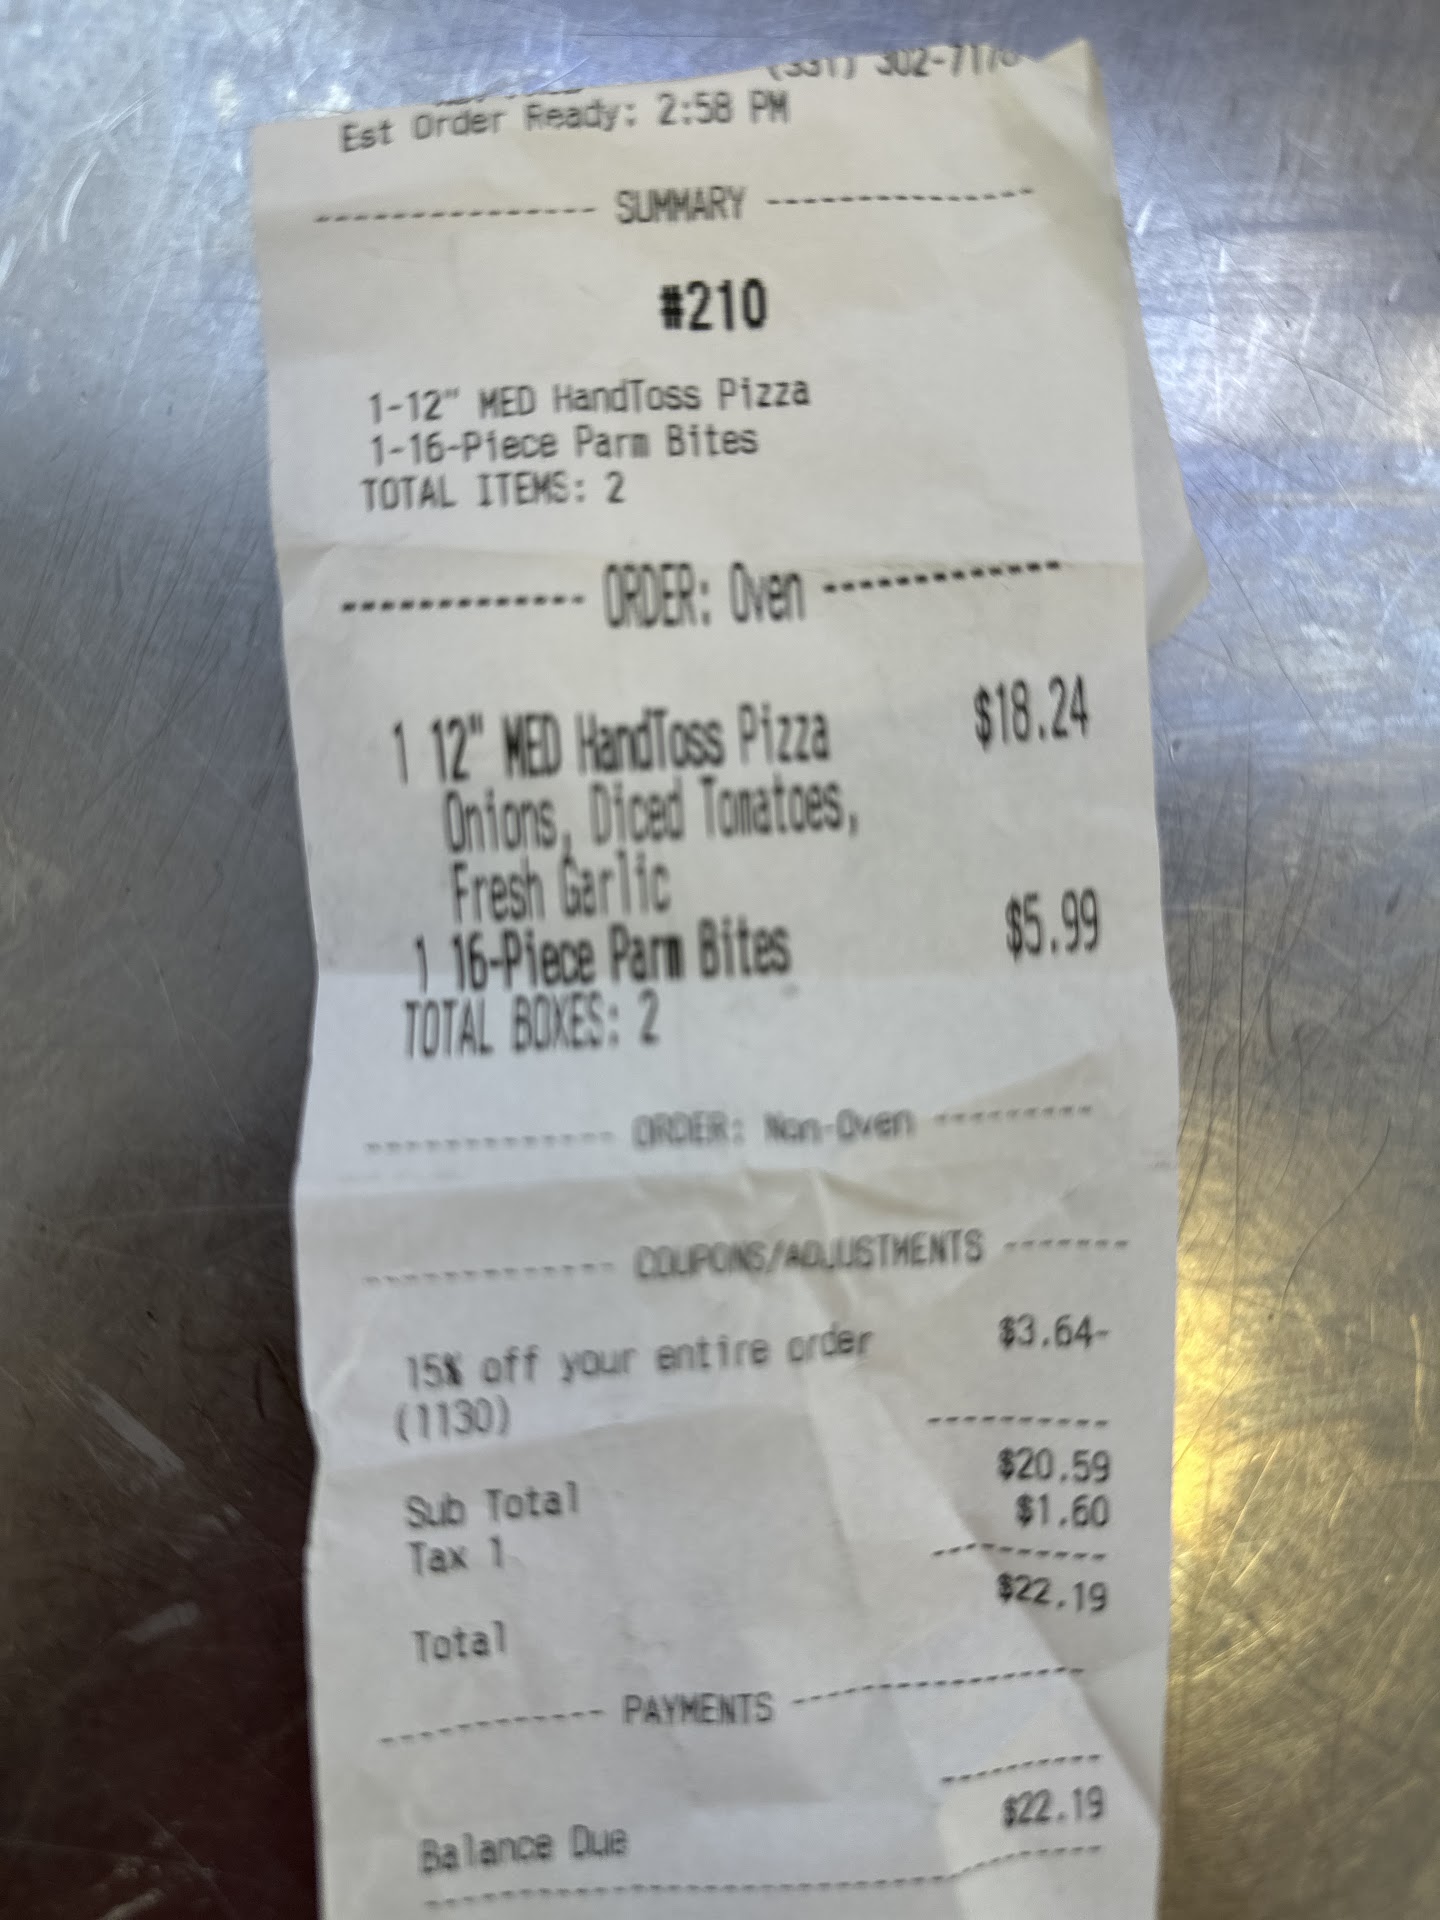 (331) 302-7170
Est Order Ready: 2:58 PM
--------------- SUMMARY ---------------
#210
1-12" MED HandToss Pizza
1-16-Piece Parm Bites
TOTAL ITEMS: 2
------------- ORDER: Oven -------------
1 12" MED HandToss Pizza $18.24
Onions, Diced Tomatoes,
Fresh Garlic
1 16-Piece Parm Bites $5.99
TOTAL BOXES: 2
------------- ORDER: Non-Oven ----------
------------- COUPONS/ADJUSTMENTS -------
15% off your entire order $3.64-
(1130)
----------
Sub Total $20.59
Tax 1 $1.60
----------
Total $22.19
------------ PAYMENTS ----------------
---------
Balance Due $22.19